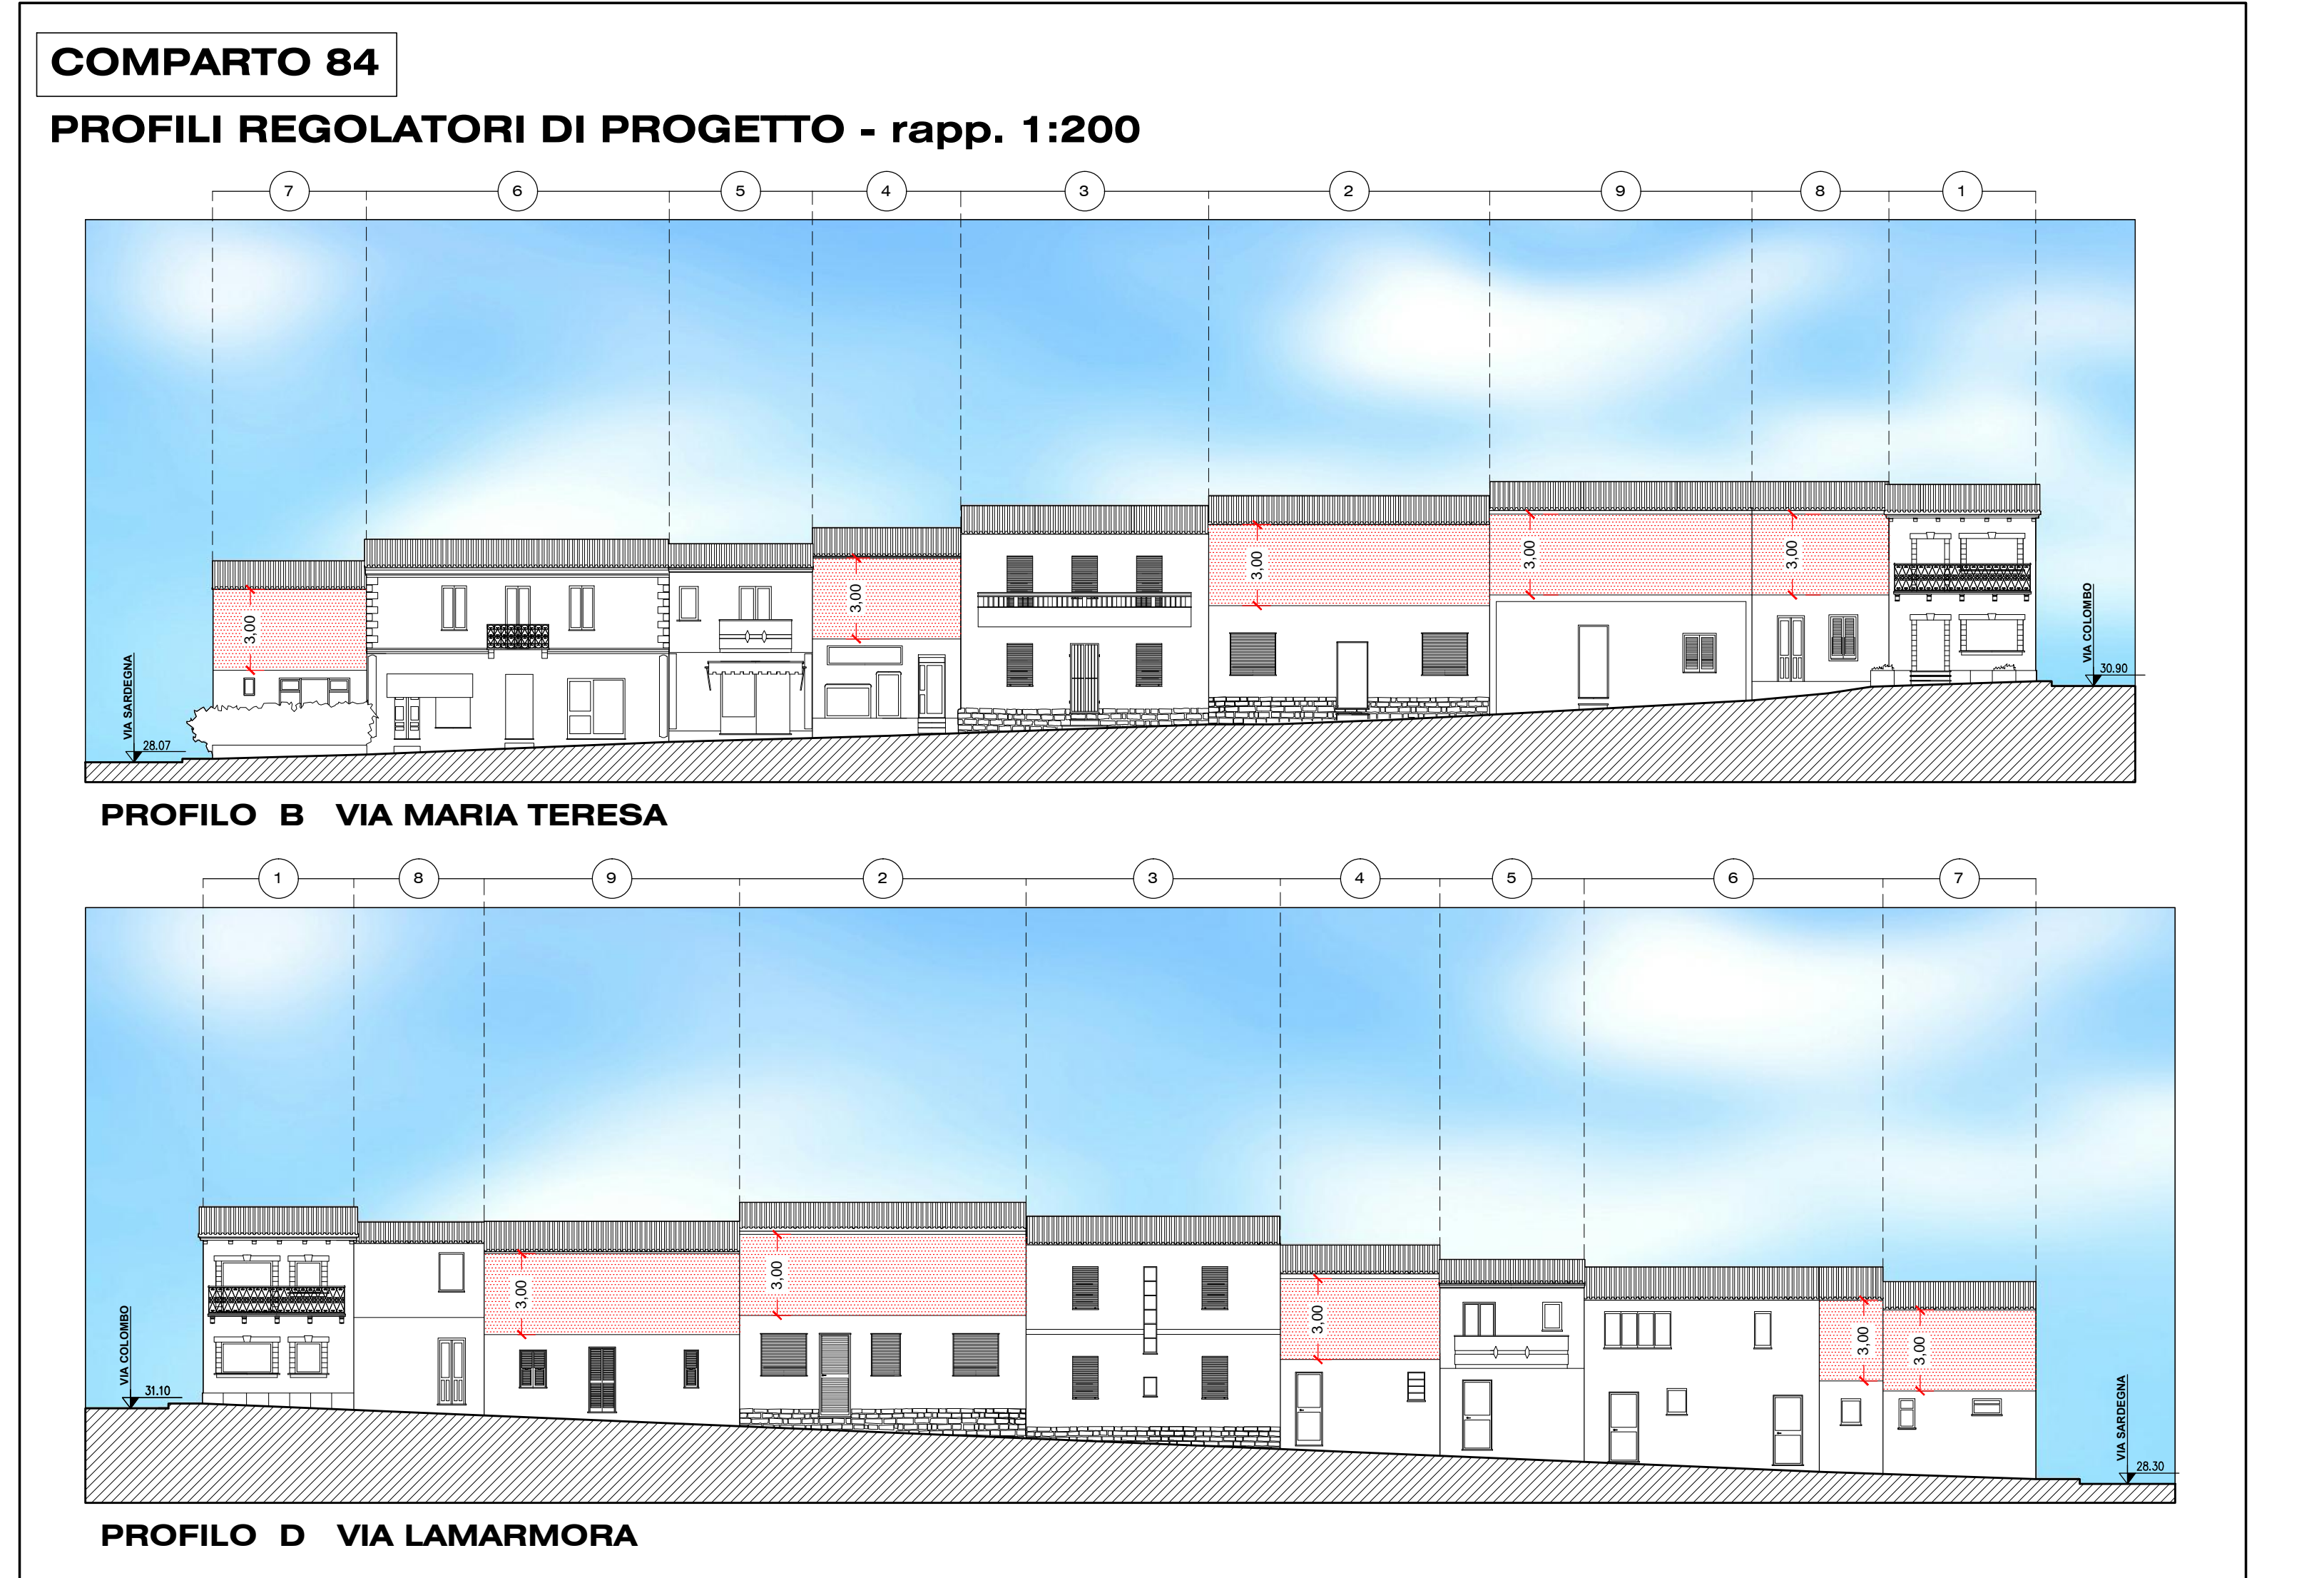 COMPARTO 84
PROFILI REGOLATORI DI PROGETTO - rapp. 1:200
7 6 5 4 3 2 9 8 1
3,00 3,00 3,00 3,00 3,00
VIA SARDEGNA
28.07
VIA COLOMBO
30.90
PROFILO B VIA MARIA TERESA
1 8 9 2 3 4 5 6 7
3,00 3,00 3,00 3,00 3,00
VIA COLOMBO
31.10
VIA SARDEGNA
28.30
PROFILO D VIA LAMARMORA